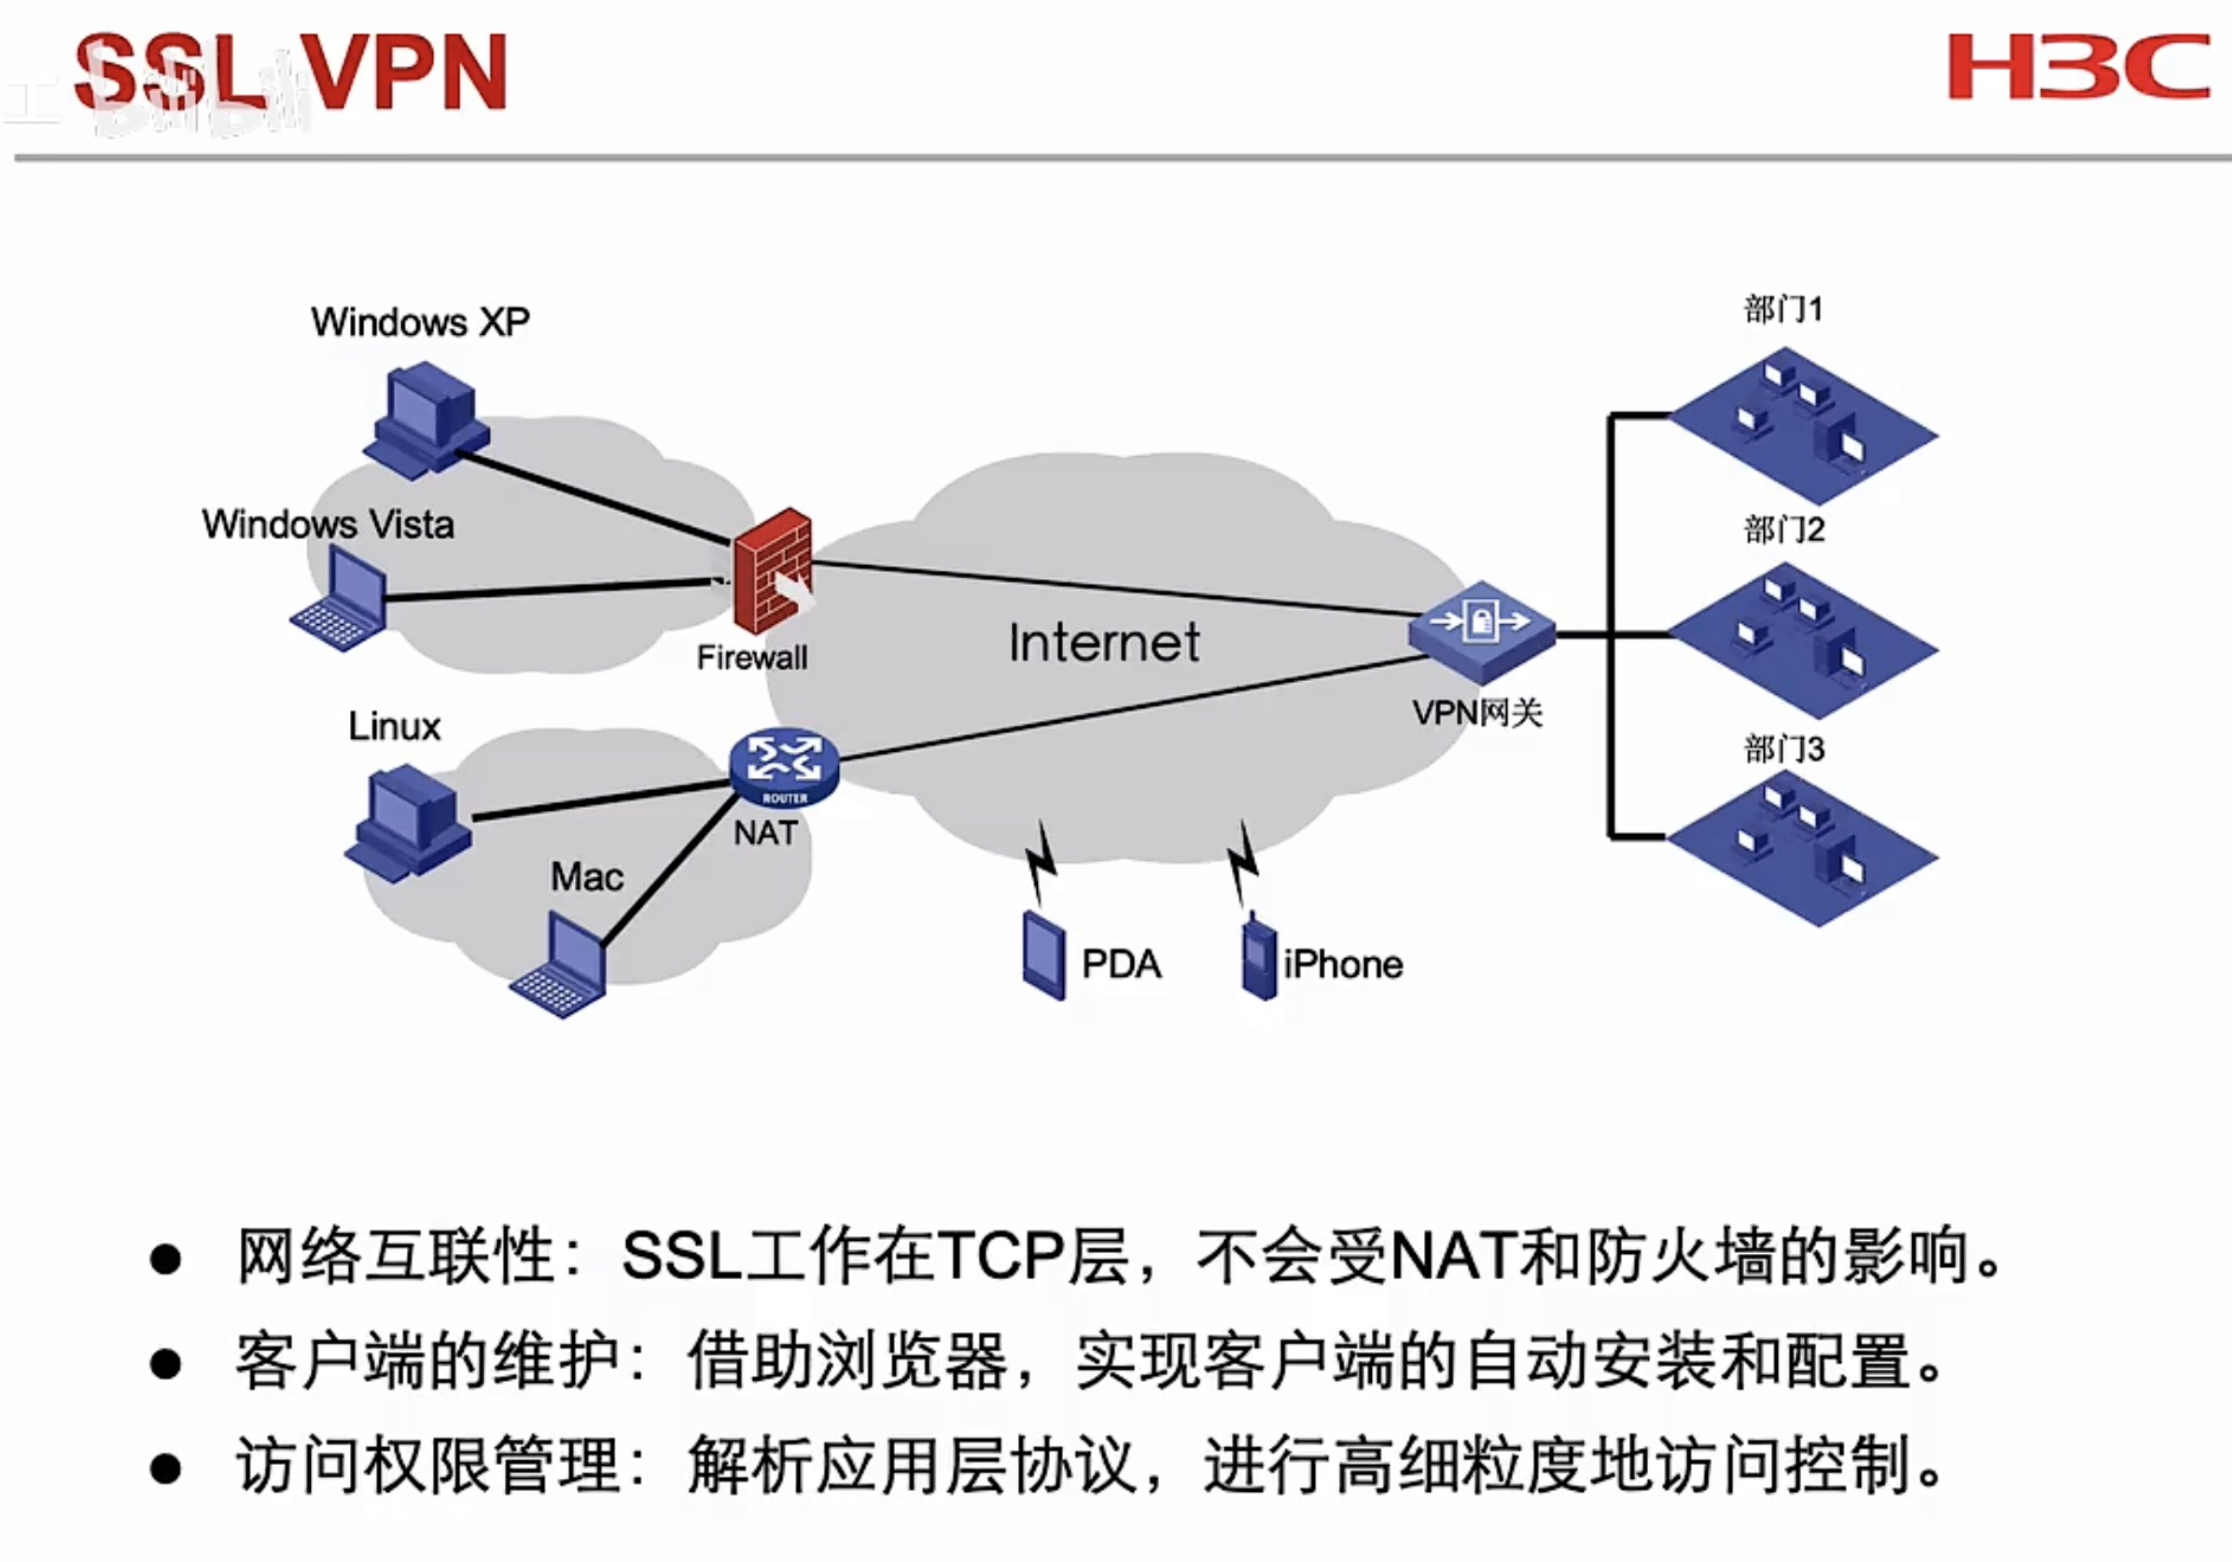 SSL VPN
H3C
工 bilibili
Windows XP
部门1
Windows Vista
部门2
Firewall
Internet
VPN网关
Linux
部门3
ROUTER
NAT
Mac
PDA
iPhone
● 网络互联性：SSL工作在TCP层，不会受NAT和防火墙的影响。
● 客户端的维护：借助浏览器，实现客户端的自动安装和配置。
● 访问权限管理：解析应用层协议，进行高细粒度地访问控制。